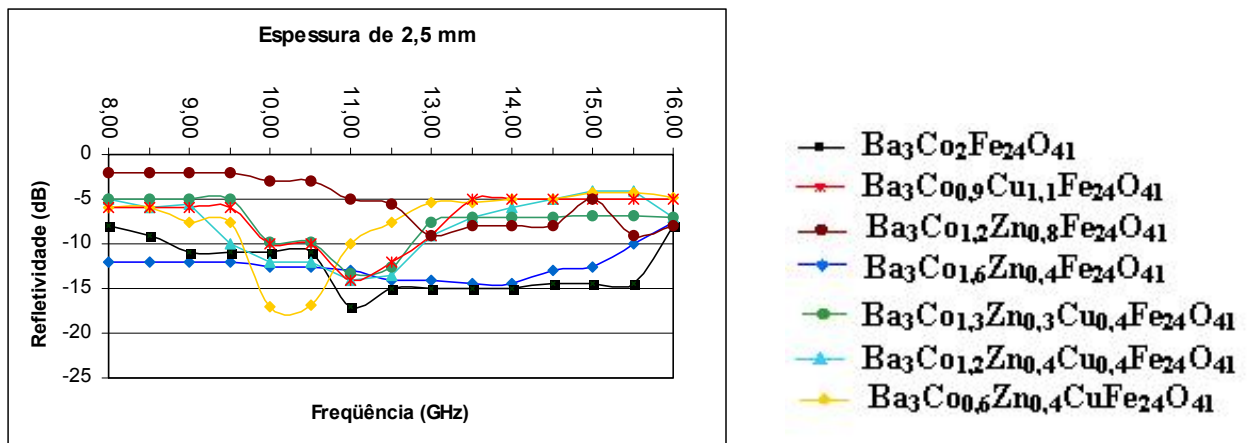 Espessura de 2,5 mm
8,00
9,00
10,00
11,00
13,00
14,00
15,00
16,00
0
-5
-10
-15
-20
-25
Refletividade (dB)
Freqüência (GHz)
Ba₃Co₂Fe₂₄O₄₁
Ba₃Co₀,₉Cu₁,₁Fe₂₄O₄₁
Ba₃Co₁,₂Zn₀,₈Fe₂₄O₄₁
Ba₃Co₁,₆Zn₀,₄Fe₂₄O₄₁
Ba₃Co₁,₃Zn₀,₃Cu₀,₄Fe₂₄O₄₁
Ba₃Co₁,₂Zn₀,₄Cu₀,₄Fe₂₄O₄₁
Ba₃Co₀,₆Zn₀,₄CuFe₂₄O₄₁